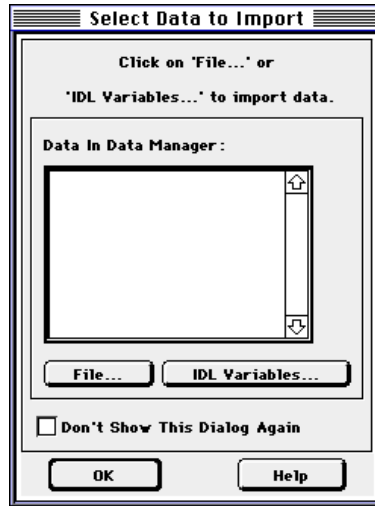 Select Data to Import
Click on 'File...' or
'IDL Variables...' to import data.
Data In Data Manager:
File... IDL Variables...
Don't Show This Dialog Again
OK Help